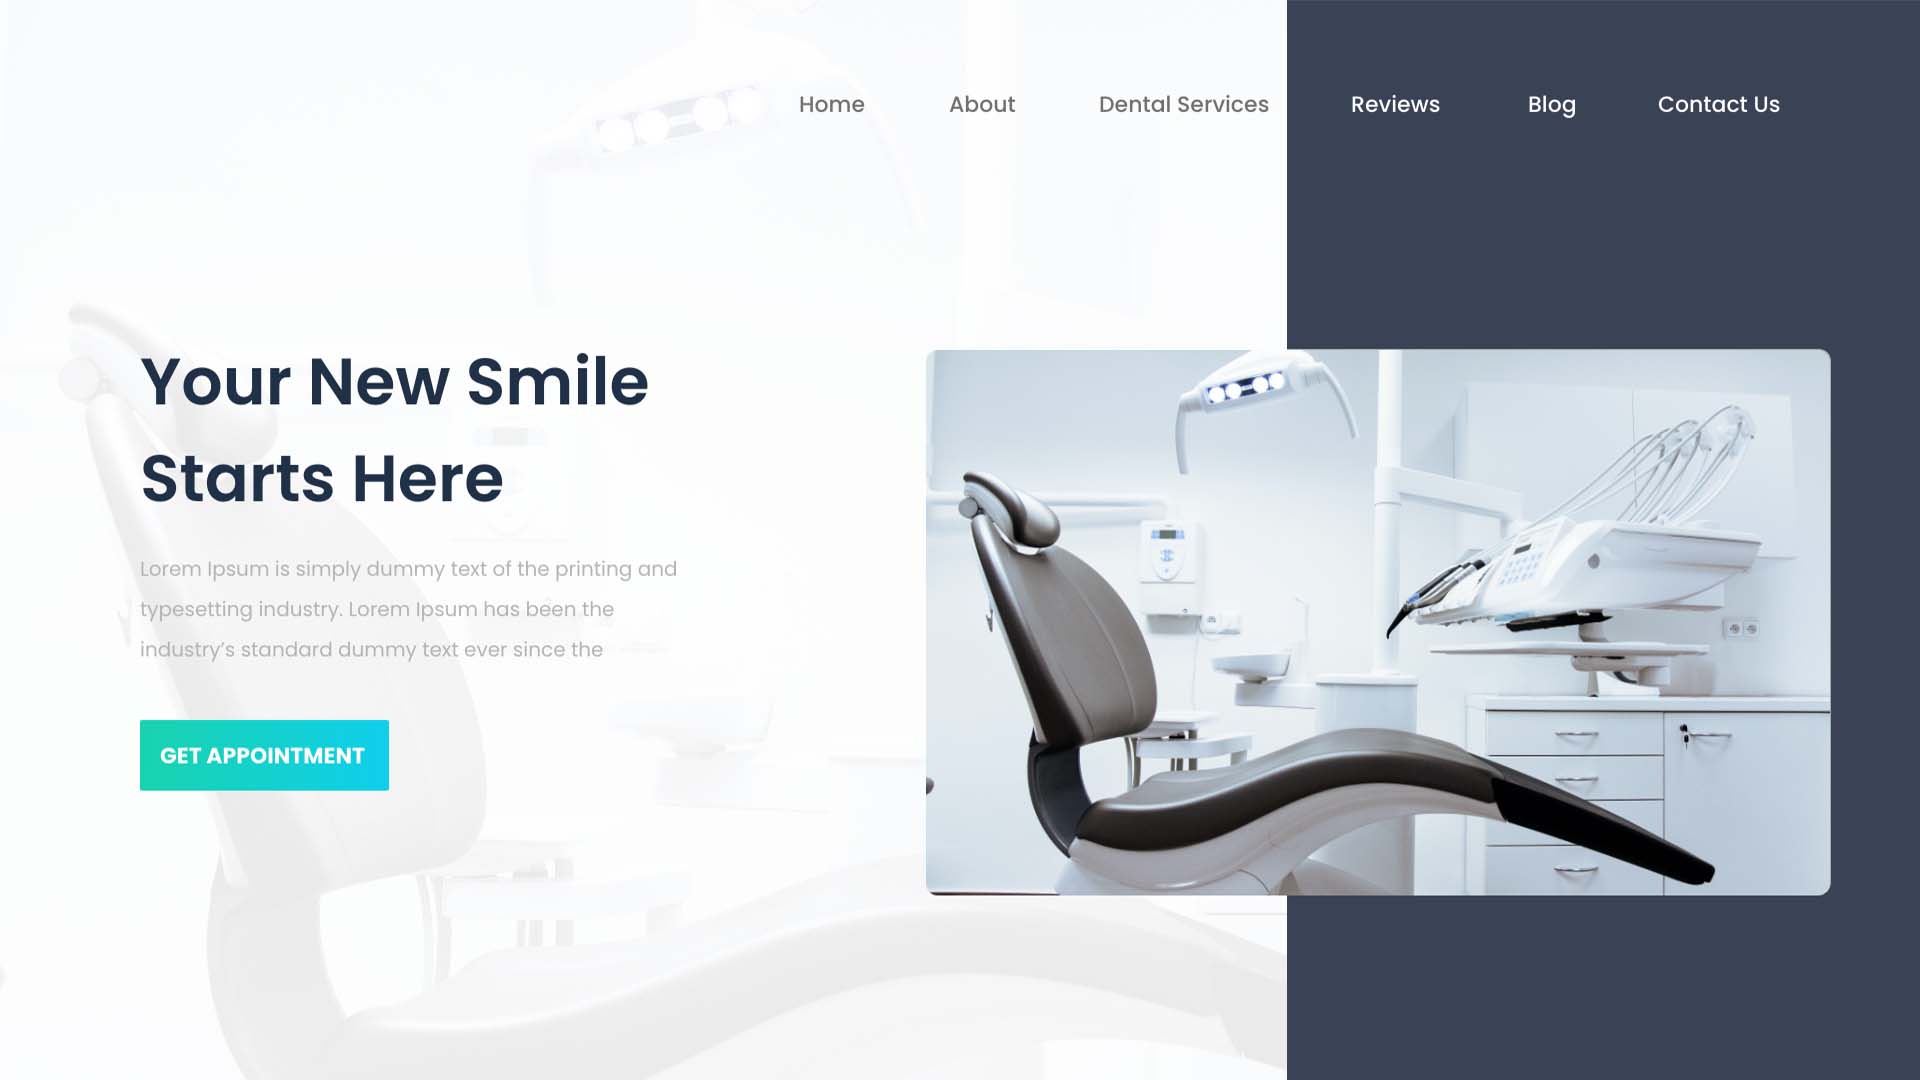 Home About Dental Services Reviews Blog Contact Us
Your New Smile
Starts Here
Lorem Ipsum is simply dummy text of the printing and
typesetting industry. Lorem Ipsum has been the
industry’s standard dummy text ever since the
GET APPOINTMENT